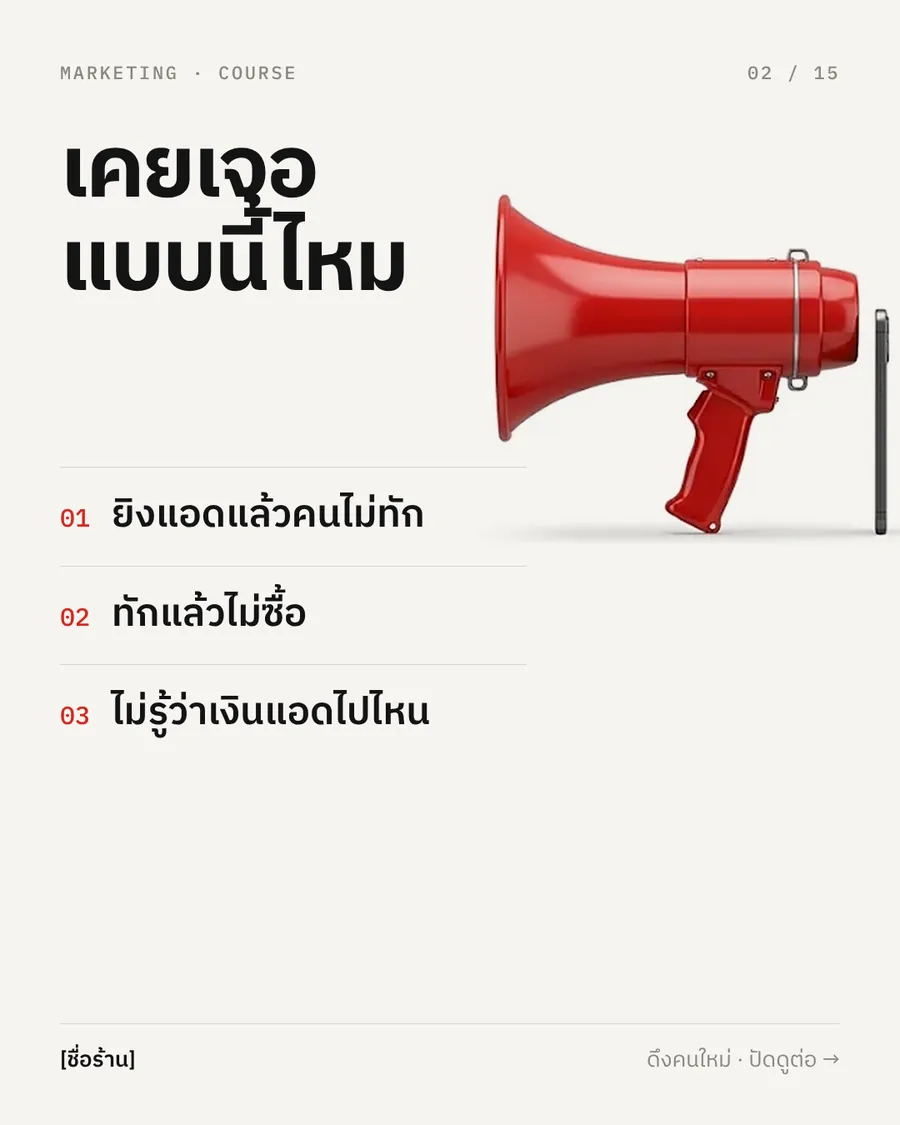 MARKETING · COURSE
02 / 15
เคยเจอ
แบบนี้ไหม
01 ยิงแอดแล้วคนไม่ทัก
02 ทักแล้วไม่ซื้อ
03 ไม่รู้ว่าเงินแอดไปไหน
[ชื่อร้าน]
ดึงคนใหม่ · ปัดดูต่อ →